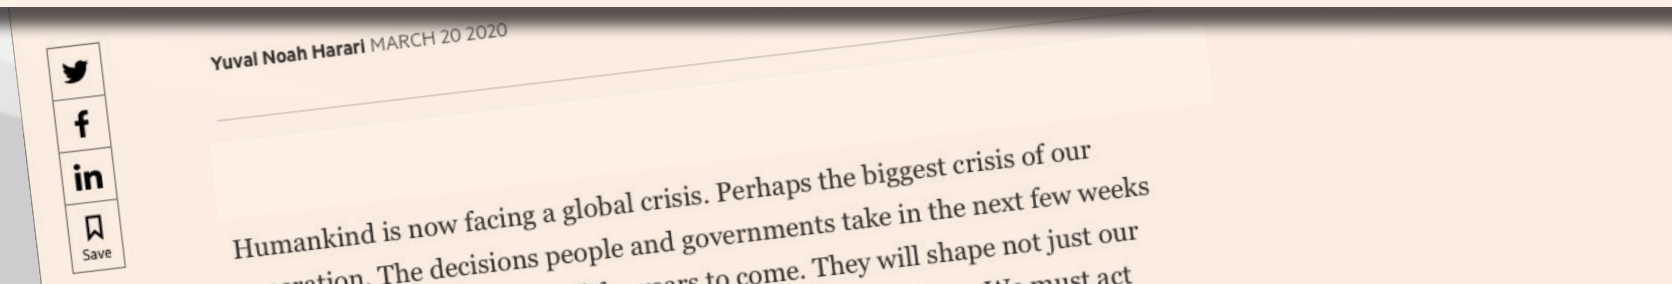 Yuval Noah Harari MARCH 20 2020
Save
Humankind is now facing a global crisis. Perhaps the biggest crisis of our
The decisions people and governments take in the next few weeks
to come. They will shape not just our
must act